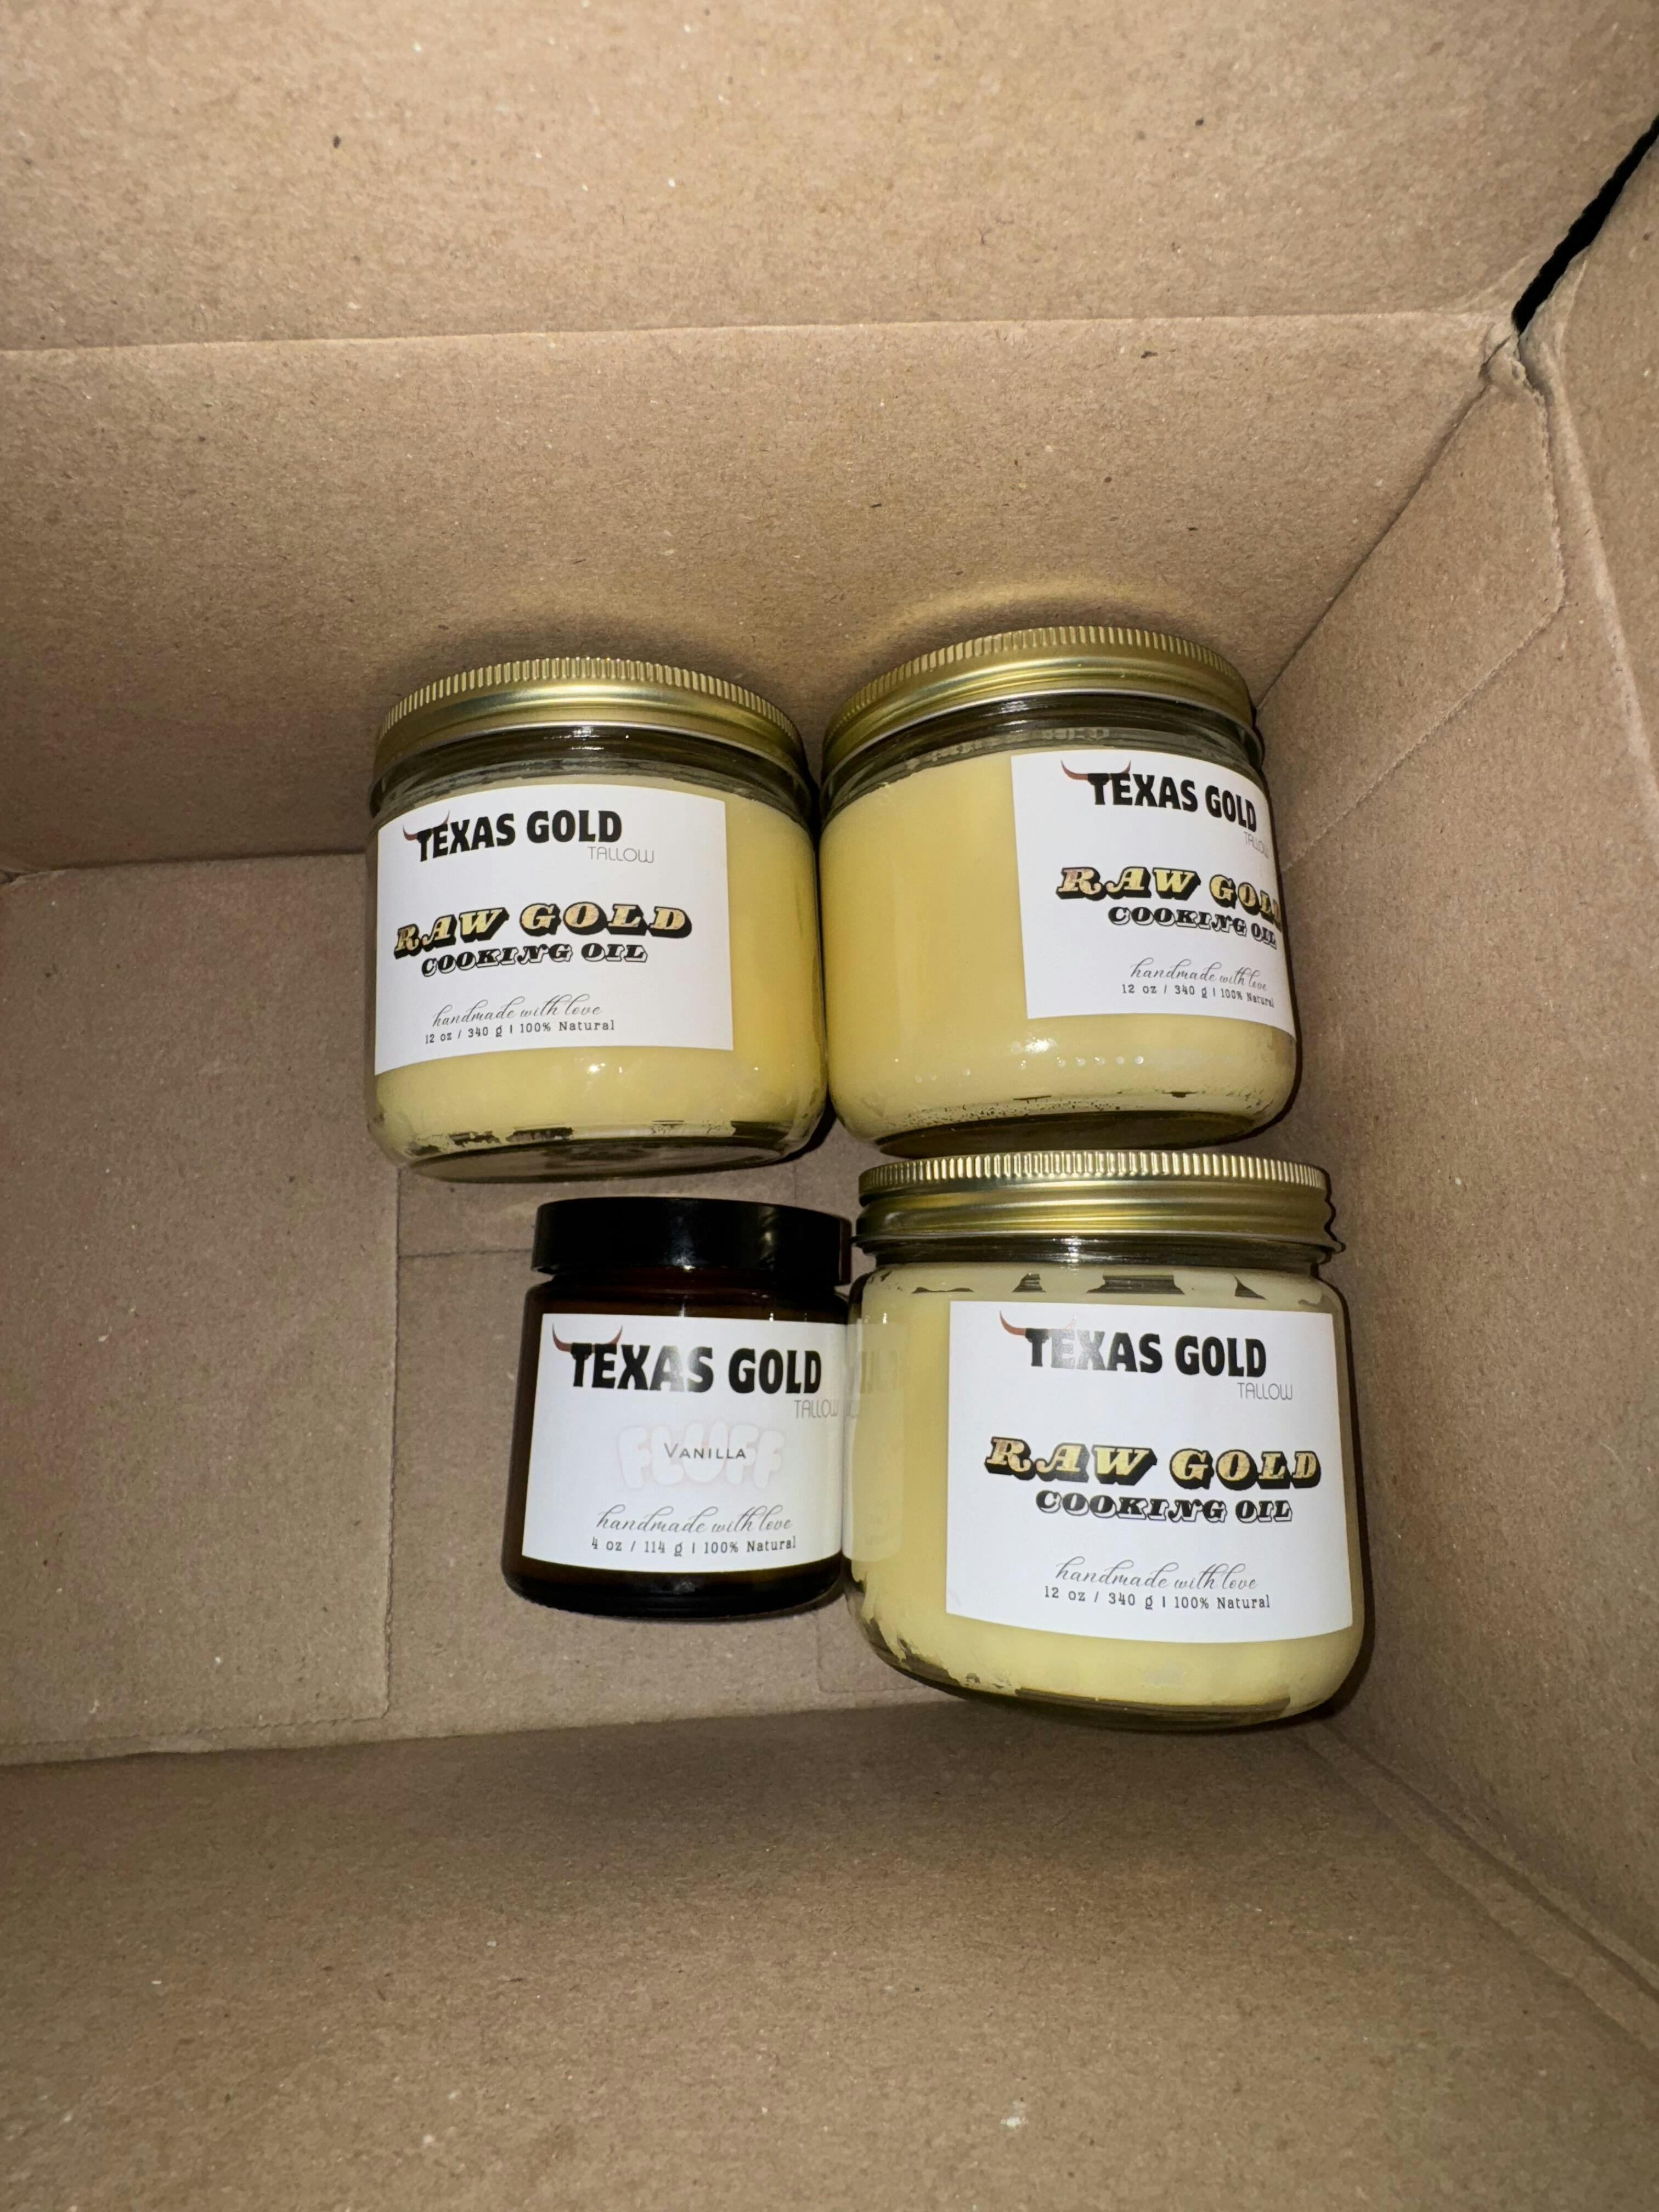 TEXAS GOLD
TALLOW
RAW GOLD
COOKING OIL
handmade with love
12 oz / 340 g | 100% Natural
TEXAS GOLD
TALLOW
RAW GOLD
COOKING OIL
handmade with love
12 oz / 340 g | 100% Natural
TEXAS GOLD
TALLOW
FLUFF
VANILLA
handmade with love
4 oz / 114 g | 100% Natural
TEXAS GOLD
TALLOW
RAW GOLD
COOKING OIL
handmade with love
12 oz / 340 g | 100% Natural